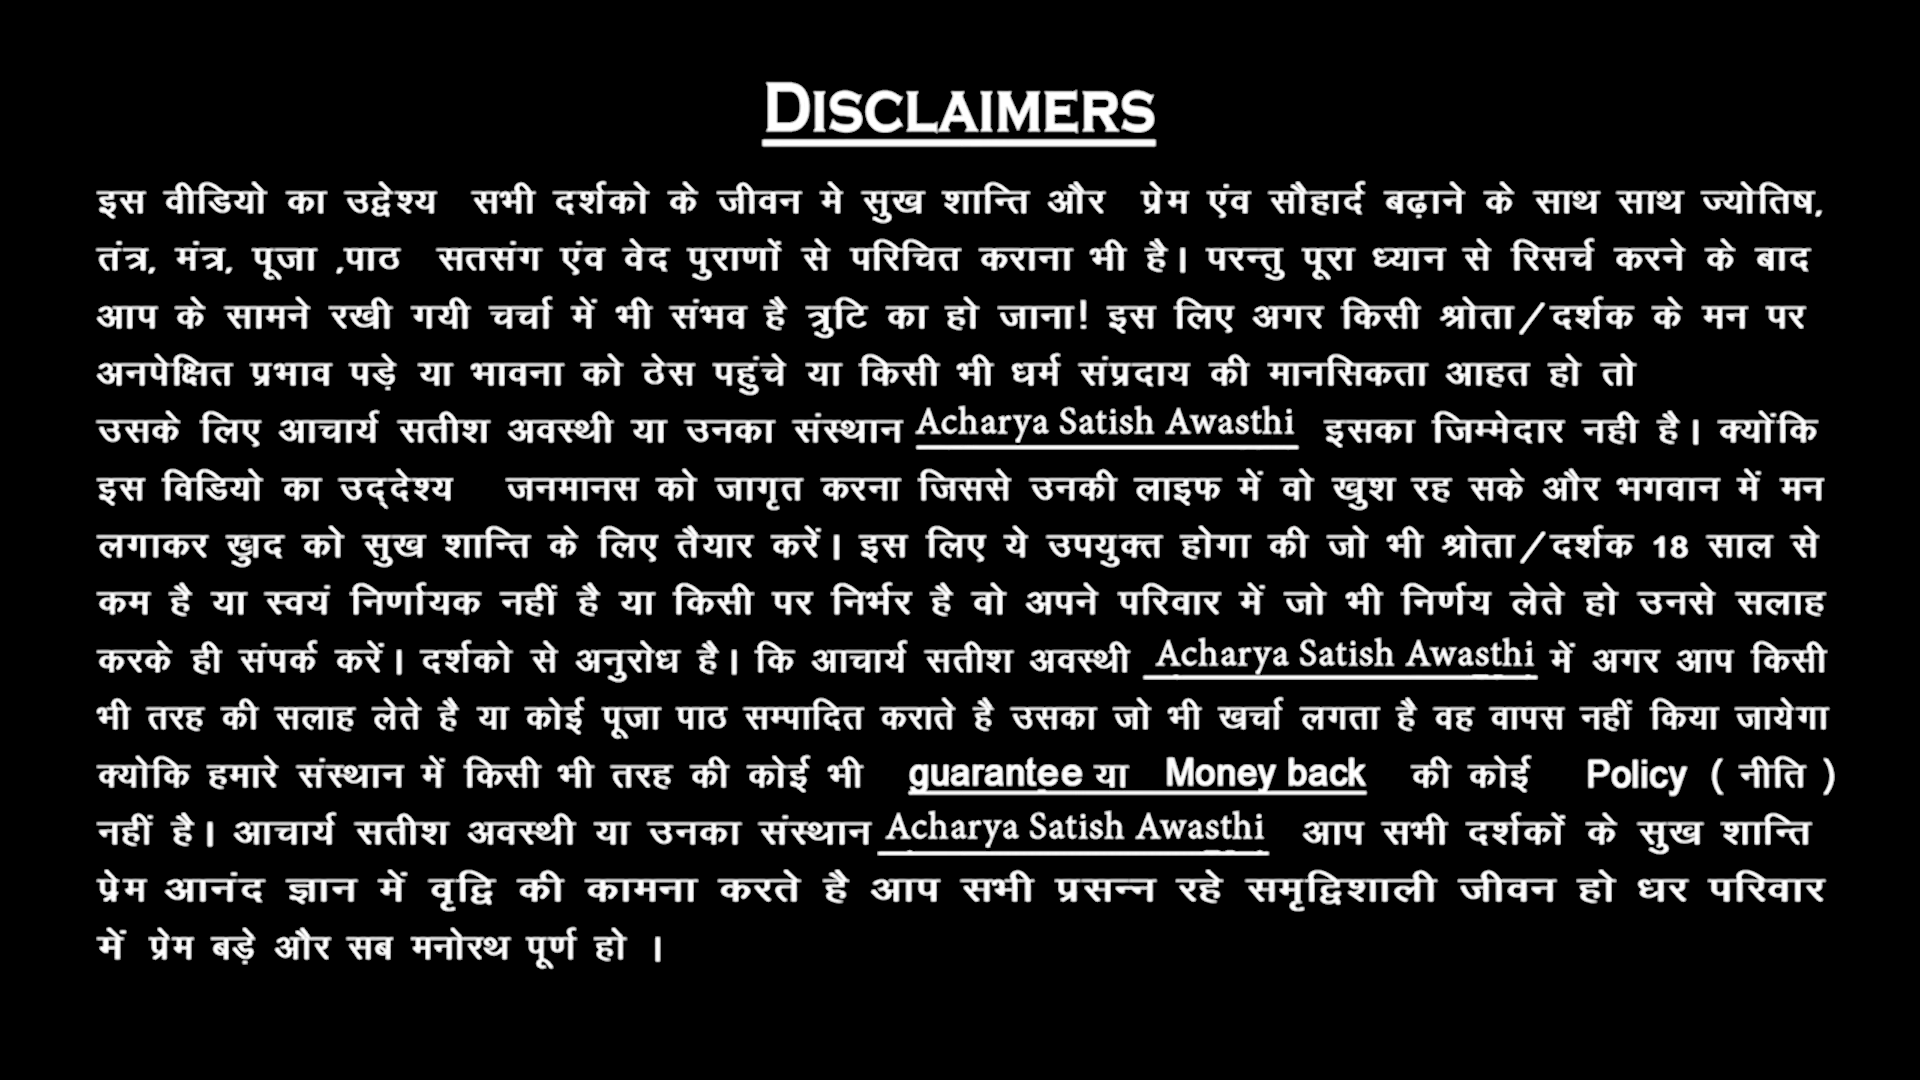 DISCLAIMERS
इस वीडियो का उद्वेश्य सभी दर्शको के जीवन मे सुख शान्ति और प्रेम एंव सौहार्द बढ़ाने के साथ साथ ज्योतिष,
तंत्र, मंत्र, पूजा ,पाठ सतसंग एंव वेद पुराणों से परिचित कराना भी है। परन्तु पूरा ध्यान से रिसर्च करने के बाद
आप के सामने रखी गयी चर्चा में भी संभव है त्रुटि का हो जाना! इस लिए अगर किसी श्रोता/दर्शक के मन पर
अनपेक्षित प्रभाव पड़े या भावना को ठेस पहुंचे या किसी भी धर्म संप्रदाय की मानसिकता आहत हो तो
उसके लिए आचार्य सतीश अवस्थी या उनका संस्थान Acharya Satish Awasthi इसका जिम्मेदार नही है। क्योंकि
इस विडियो का उद्‌देश्य जनमानस को जागृत करना जिससे उनकी लाइफ में वो खुश रह सके और भगवान में मन
लगाकर खुाद को सुख शान्ति के लिए तैयार करें। इस लिए ये उपयुक्त होगा की जो भी श्रोता/दर्शक 18 साल से
कम है या स्वयं निर्णायक नहीं है या किसी पर निर्भर है वो अपने परिवार में जो भी निर्णय लेते हो उनसे सलाह
करके ही संपर्क करें। दर्शको से अनुरोध है। कि आचार्य सतीश अवस्थी Acharya Satish Awasthi में अगर आप किसी
भी तरह की सलाह लेते है या कोई पूजा पाठ सम्पादित कराते है उसका जो भी खर्चा लगता है वह वापस नहीं किया जायेगा
क्योकि हमारे संस्थान में किसी भी तरह की कोई भी guarantee या Money back की कोई Policy ( नीति )
नहीं है। आचार्य सतीश अवस्थी या उनका संस्थान Acharya Satish Awasthi आप सभी दर्शकों के सुख शान्ति
प्रेम आनंद ज्ञान में वृद्वि की कामना करते है आप सभी प्रसन्न रहे समृद्विशाली जीवन हो धर परिवार
में प्रेम बड़े और सब मनोरथ पूर्ण हो ।